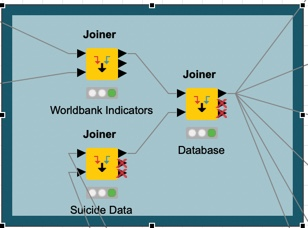 Joiner
Worldbank Indicators
Joiner
Database
Joiner
Suicide Data